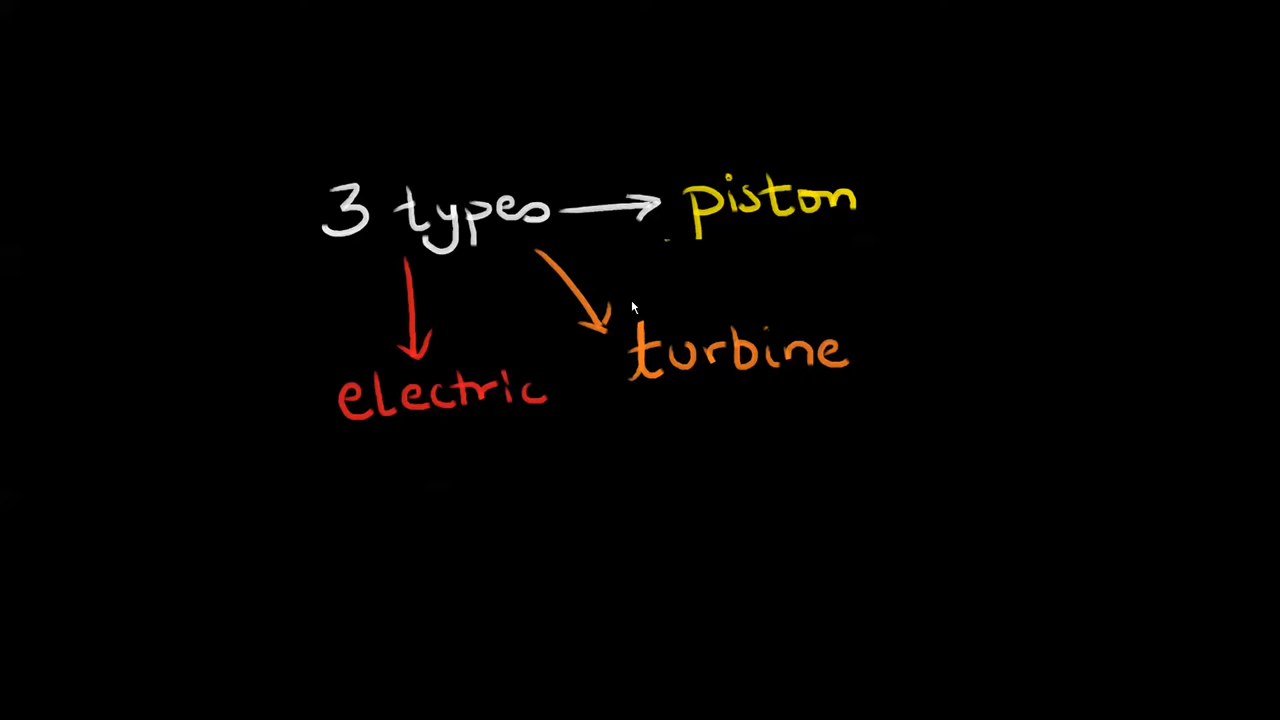 3 types → piston
turbine
electric